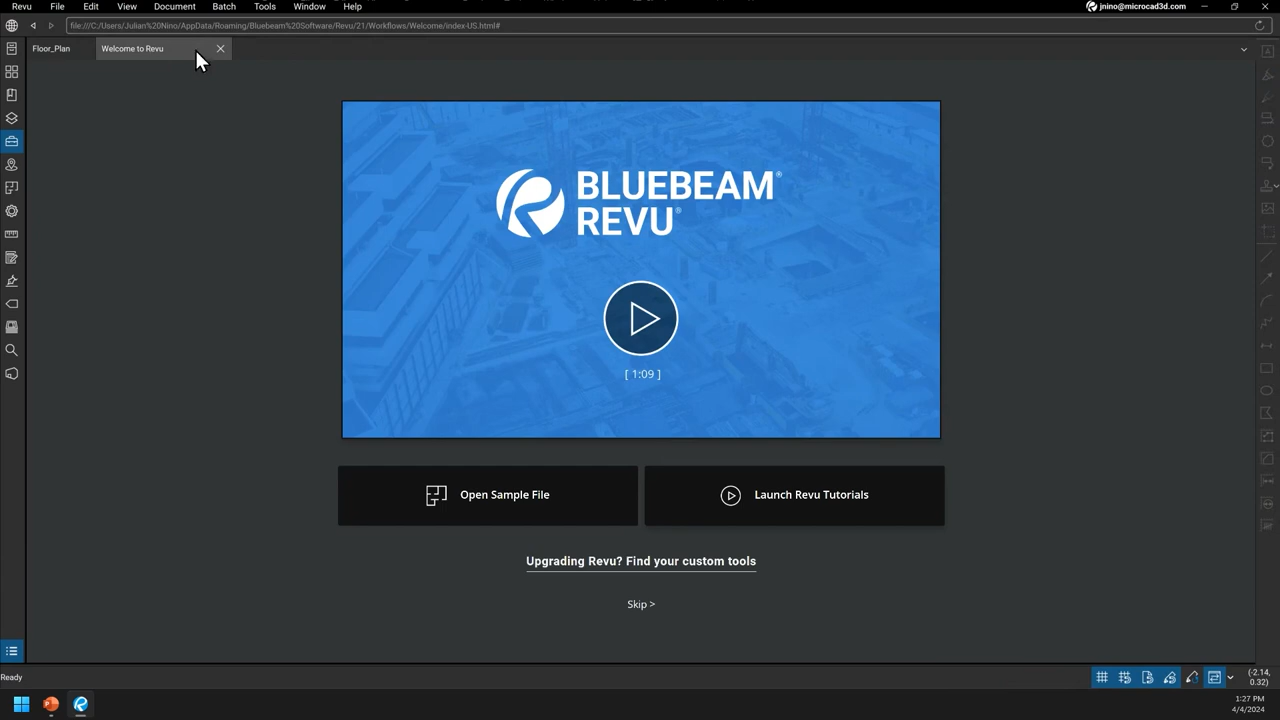 Revu File Edit View Document Batch Tools Window Help jnino@microcad3d.com
file:///C:/Users/Julian%20Nino/AppData/Roaming/Bluebeam%20Software/Revu/21/Workflows/Welcome/index-US.html#
Floor_Plan Welcome to Revu
BLUEBEAM®
REVU®
[ 1:09 ]
Open Sample File Launch Revu Tutorials
Upgrading Revu? Find your custom tools
Skip >
Ready (-2.14,
0.32)
1:27 PM
4/4/2024